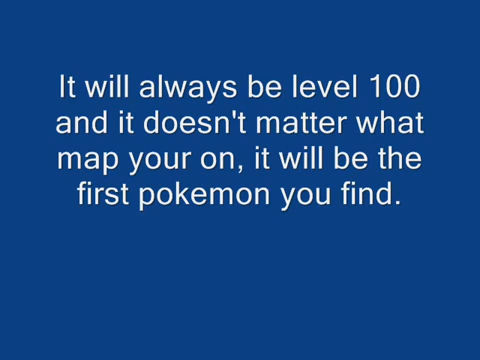 It will always be level 100
and it doesn't matter what
map your on, it will be the
first pokemon you find.